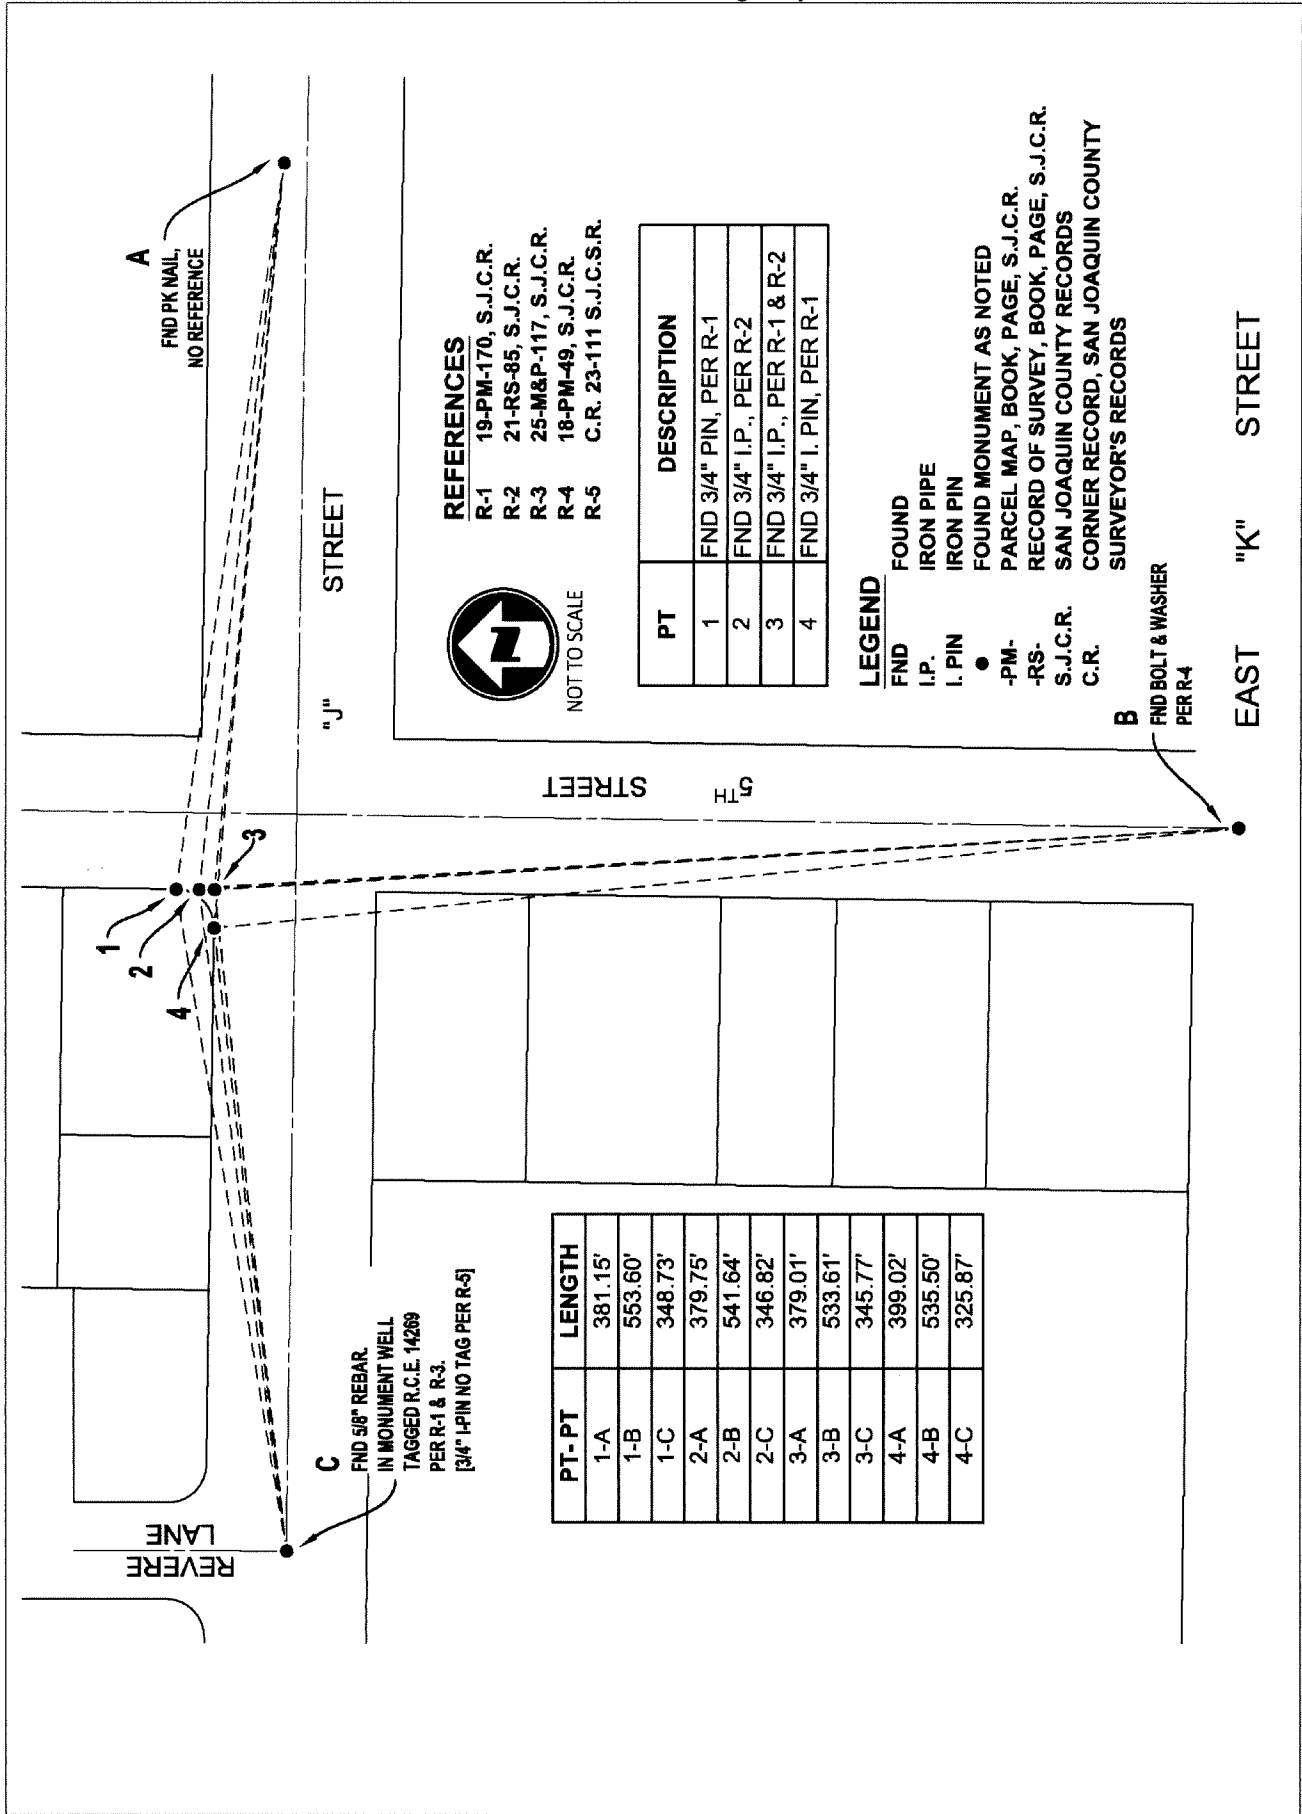 A
FND PK NAIL,
NO REFERENCE
"J" STREET
1
2
3
4
REVERE
LANE
5TH STREET
C
FND 5/8" REBAR.
IN MONUMENT WELL
TAGGED R.C.E. 14269
PER R-1 & R-3.
[3/4" I-PIN NO TAG PER R-5]
REFERENCES
R-1 19-PM-170, S.J.C.R.
R-2 21-RS-85, S.J.C.R.
R-3 25-M&P-117, S.J.C.R.
R-4 18-PM-49, S.J.C.R.
R-5 C.R. 23-111 S.J.C.S.R.
N
NOT TO SCALE
PT DESCRIPTION
1 FND 3/4" PIN, PER R-1
2 FND 3/4" I.P., PER R-2
3 FND 3/4" I.P., PER R-1 & R-2
4 FND 3/4" I. PIN, PER R-1
PT- PT LENGTH
1-A 381.15'
1-B 553.60'
1-C 348.73'
2-A 379.75'
2-B 541.64'
2-C 346.82'
3-A 379.01'
3-B 533.61'
3-C 345.77'
4-A 399.02'
4-B 535.50'
4-C 325.87'
LEGEND
FND FOUND
I.P. IRON PIPE
I. PIN IRON PIN
● FOUND MONUMENT AS NOTED
-PM- PARCEL MAP, BOOK, PAGE, S.J.C.R.
-RS- RECORD OF SURVEY, BOOK, PAGE, S.J.C.R.
S.J.C.R. SAN JOAQUIN COUNTY RECORDS
C.R. CORNER RECORD, SAN JOAQUIN COUNTY
SURVEYOR'S RECORDS
B
FND BOLT & WASHER
PER R-4
EAST "K" STREET